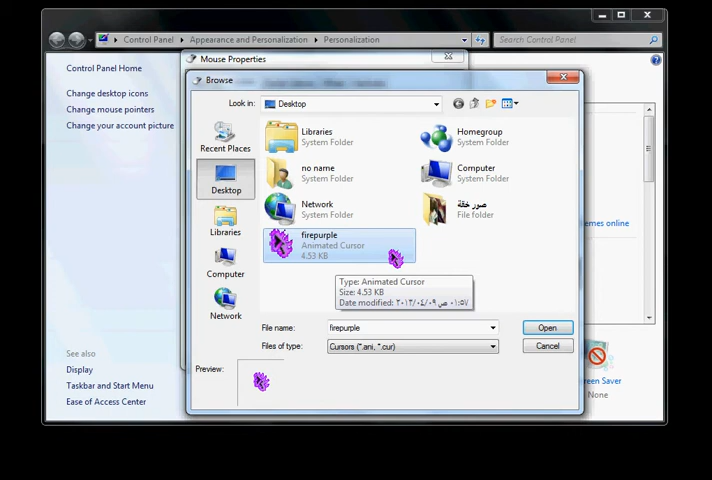 Control Panel
Appearance and Personalization
Personalization
Search Control Panel
Control Panel Home
Change desktop icons
Change mouse pointers
Change your account picture
Mouse Properties
Browse
Look in:
Desktop
Recent Places
Desktop
Libraries
Computer
Network
Libraries
System Folder
Homegroup
System Folder
no name
System Folder
Computer
System Folder
Network
System Folder
صور خقة
File folder
firepurple
Animated Cursor
4.53 KB
Type: Animated Cursor
Size: 4.53 KB
Date modified: ٢٠١٣/٠٤/٠٩ ص ٠١:٥٧
File name:
firepurple
Open
Files of type:
Cursors (*.ani, *.cur)
Cancel
Preview:
emes online
reen Saver
None
See also
Display
Taskbar and Start Menu
Ease of Access Center